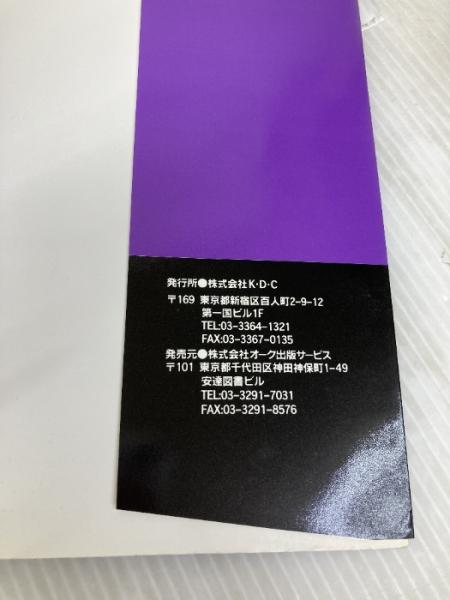 発行所●株式会社K・D・C
〒169 東京都新宿区百人町2-9-12
第一国ビル1F
TEL:03-3364-1321
FAX:03-3367-0135
発売元●株式会社オーク出版サービス
〒101 東京都千代田区神田神保町1-49
安達図書ビル
TEL:03-3291-7031
FAX:03-3291-8576